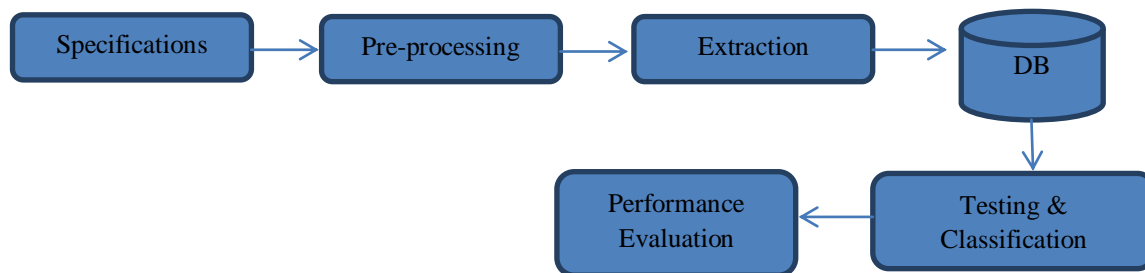 Specifications
Pre-processing
Extraction
DB
Testing &
Classification
Performance
Evaluation